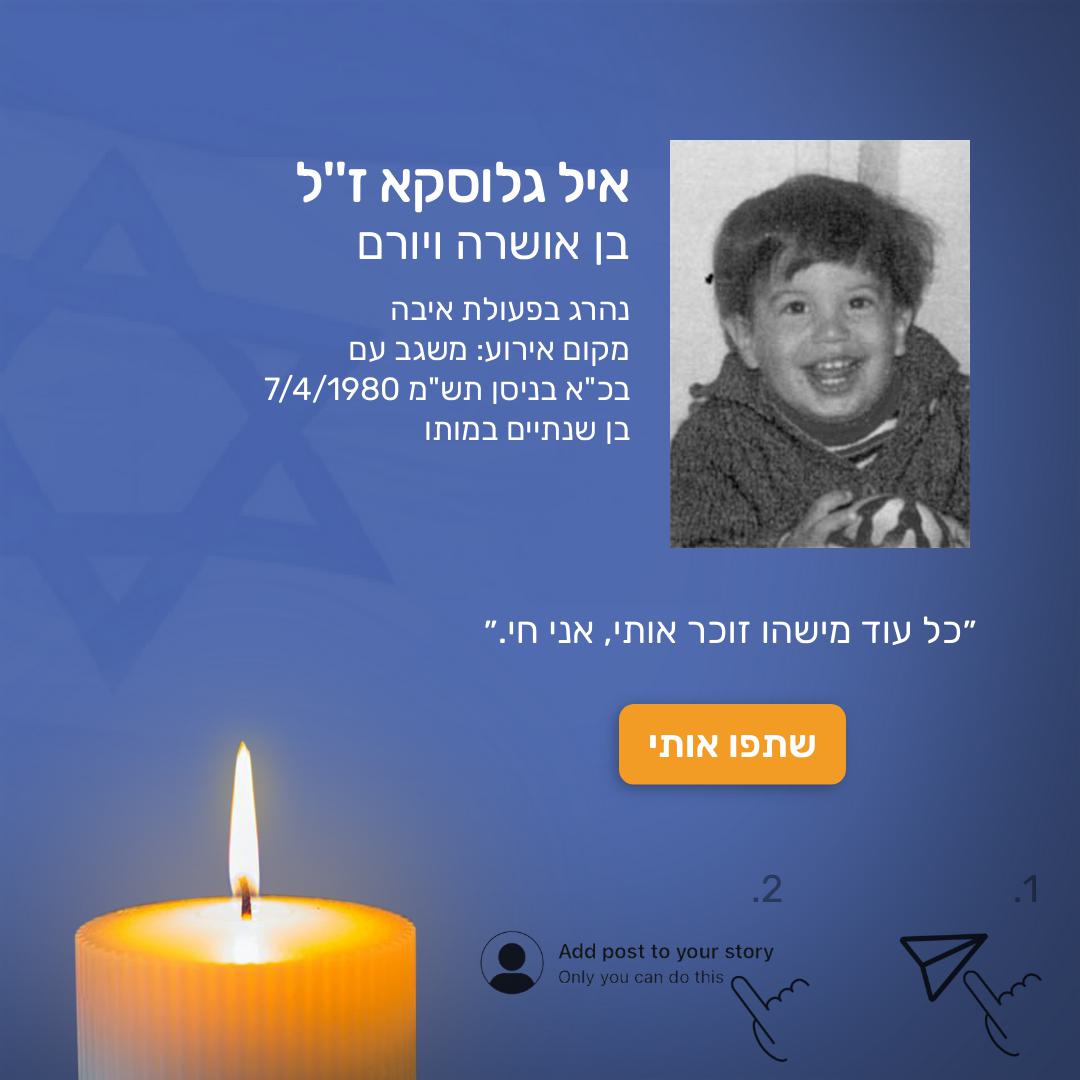 איל גלוסקא ז"ל
בן אושרה ויורם
נהרג בפעולת איבה
מקום אירוע: משגב עם
בכ"א בניסן תש"מ 7/4/1980
בן שנתיים במותו
״כל עוד מישהו זוכר אותי, אני חי.״
שתפו אותי
1.
2.
Add post to your story
Only you can do this